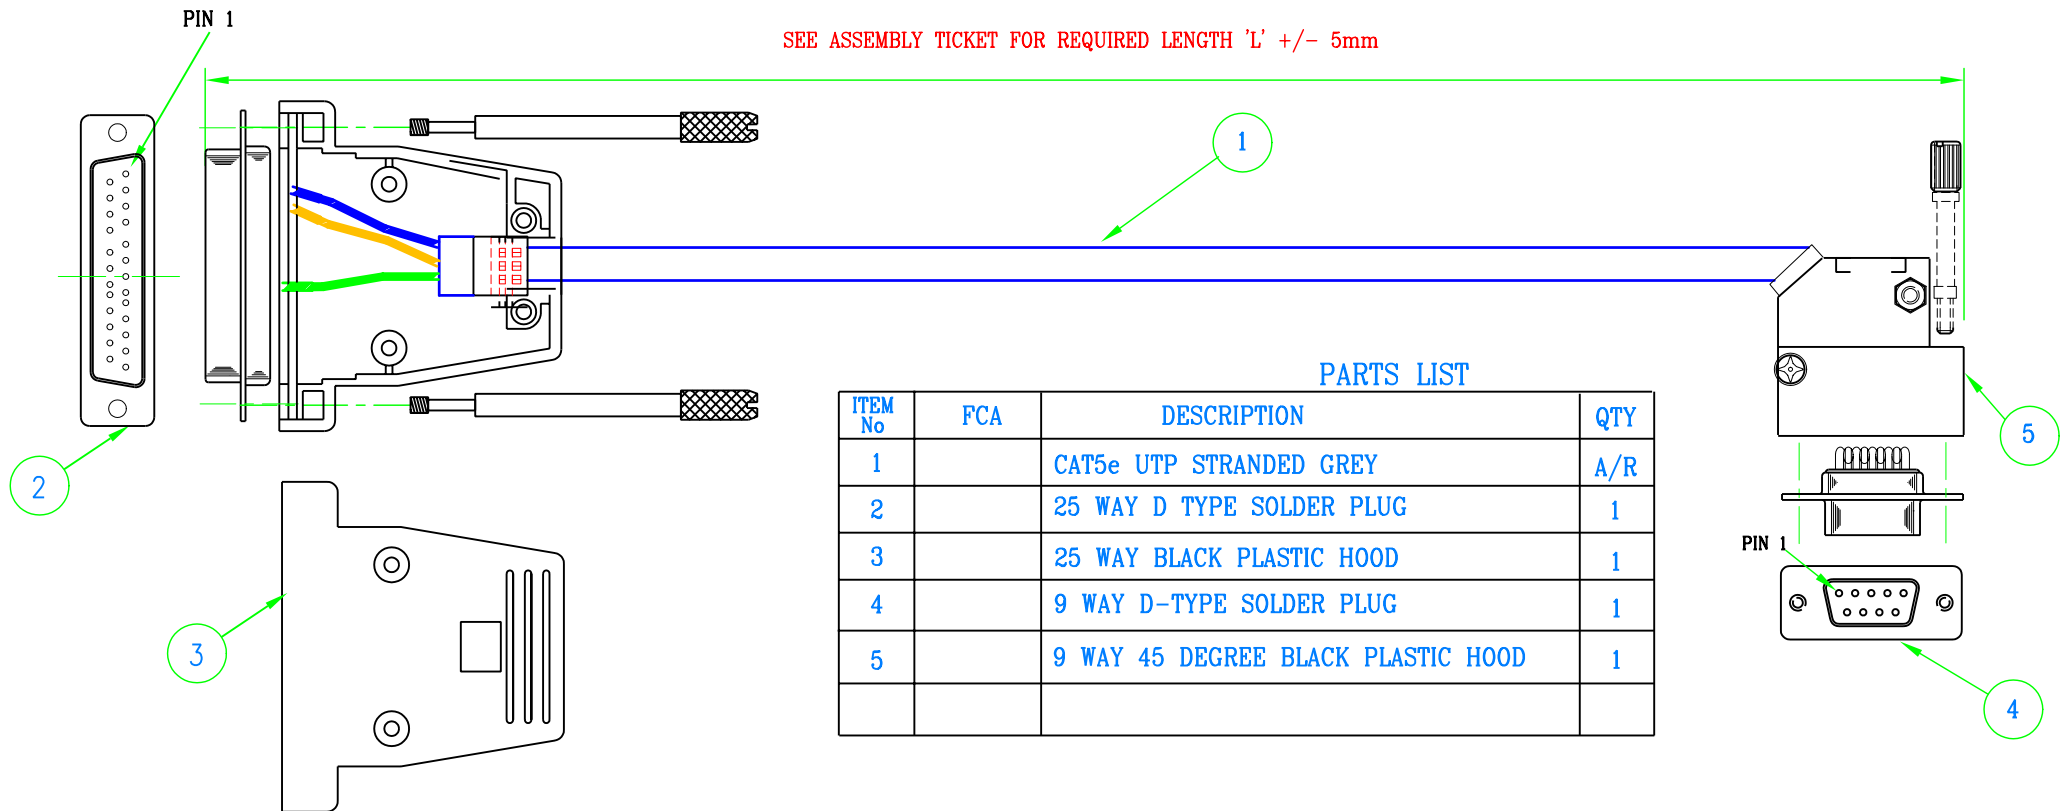 PIN 1
SEE ASSEMBLY TICKET FOR REQUIRED LENGTH 'L' +/- 5mm
1
2
3
PARTS LIST
ITEM No FCA DESCRIPTION QTY
1 CAT5e UTP STRANDED GREY A/R
2 25 WAY D TYPE SOLDER PLUG 1
3 25 WAY BLACK PLASTIC HOOD 1
4 9 WAY D-TYPE SOLDER PLUG 1
5 9 WAY 45 DEGREE BLACK PLASTIC HOOD 1
5
PIN 1
4